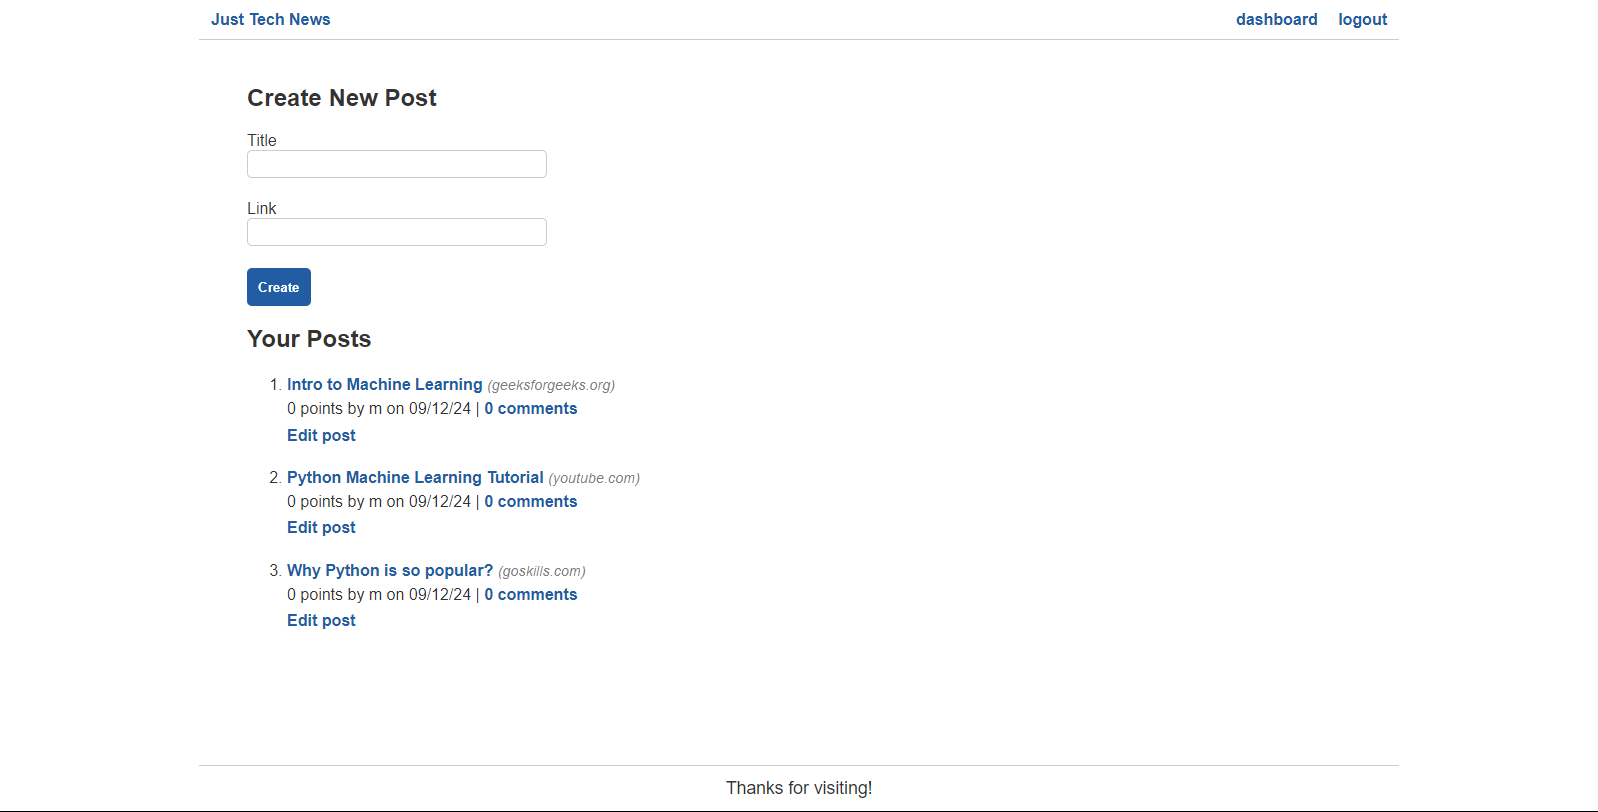 Just Tech News dashboard logout
Create New Post
Title
Link
Create
Your Posts
1. Intro to Machine Learning (geeksforgeeks.org)
0 points by m on 09/12/24 | 0 comments
Edit post
2. Python Machine Learning Tutorial (youtube.com)
0 points by m on 09/12/24 | 0 comments
Edit post
3. Why Python is so popular? (goskills.com)
0 points by m on 09/12/24 | 0 comments
Edit post
Thanks for visiting!